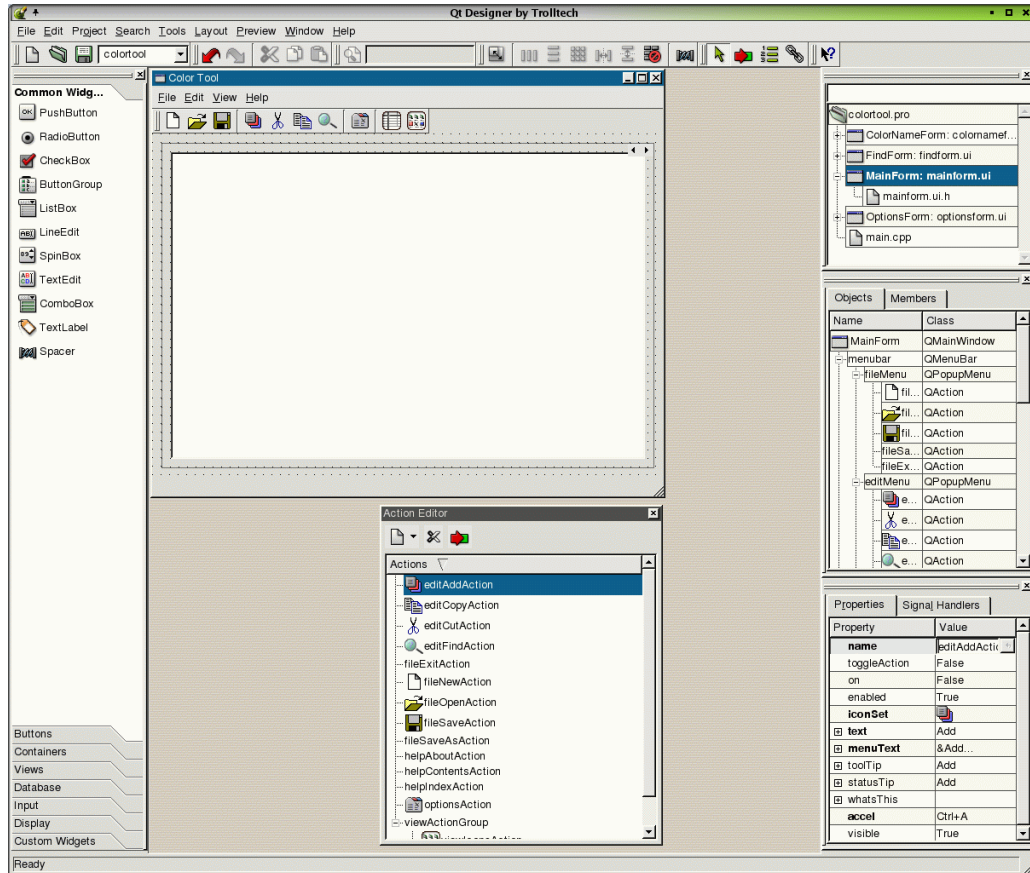 Qt Designer by Trolltech
File Edit Project Search Tools Layout Preview Window Help
colortool
Common Widg...
OK PushButton
RadioButton
CheckBox
ButtonGroup
ListBox
LineEdit
SpinBox
TextEdit
ComboBox
TextLabel
Spacer
Buttons
Containers
Views
Database
Input
Display
Custom Widgets
Color Tool
File Edit View Help
Action Editor
Actions
editAddAction
editCopyAction
editCutAction
editFindAction
fileExitAction
fileNewAction
fileOpenAction
fileSaveAction
fileSaveAsAction
helpAboutAction
helpContentsAction
helpIndexAction
optionsAction
viewActionGroup
colortool.pro
ColorNameForm: colornamef...
FindForm: findform.ui
MainForm: mainform.ui
mainform.ui.h
OptionsForm: optionsform.ui
main.cpp
Objects Members
Name Class
MainForm QMainWindow
menubar QMenuBar
fileMenu QPopupMenu
fil... QAction
fil... QAction
fil... QAction
fileSa... QAction
fileEx... QAction
editMenu QPopupMenu
e... QAction
e... QAction
e... QAction
e... QAction
Properties Signal Handlers
Property Value
name editAddActic
toggleAction False
on False
enabled True
iconSet
text Add
menuText &Add...
toolTip Add
statusTip Add
whatsThis
accel Ctrl+A
visible True
Ready